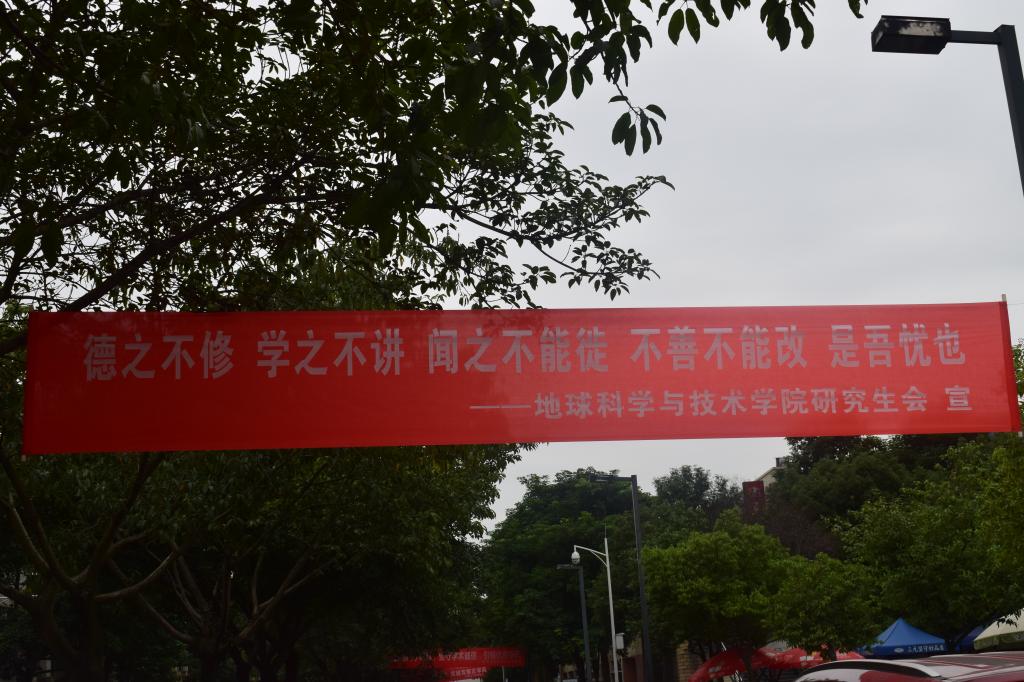 德之不修 学之不讲 闻之不能徙 不善不能改 是吾忧也
——地球科学与技术学院研究生会 宣